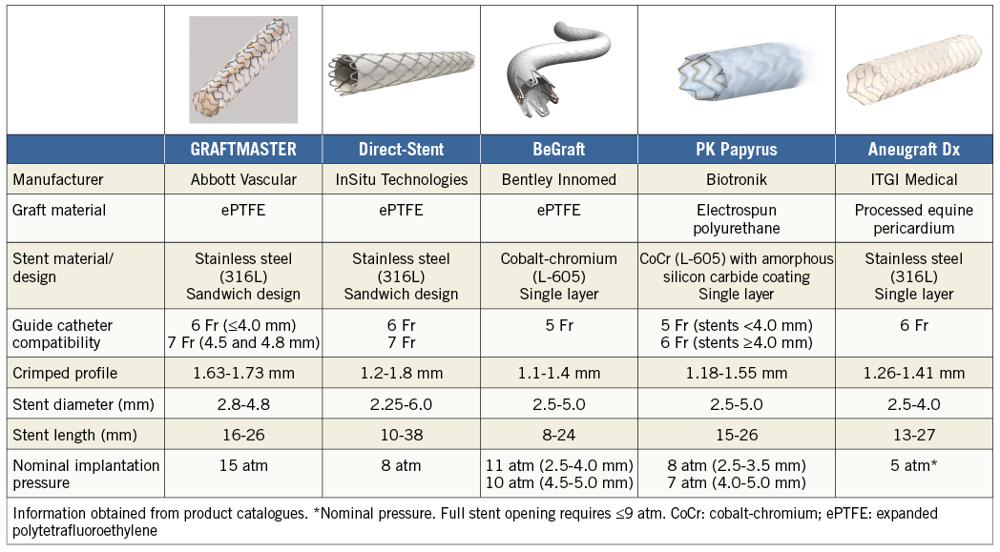 GRAFTMASTER Direct-Stent BeGraft PK Papyrus Aneugraft Dx
Manufacturer Abbott Vascular InSitu Technologies Bentley Innomed Biotronik ITGI Medical
Graft material ePTFE ePTFE ePTFE Electrospun Processed equine
polyurethane pericardium
Stent material/ Stainless steel Stainless steel Cobalt-chromium CoCr (L-605) with amorphous Stainless steel
design (316L) (316L) (L-605) silicon carbide coating (316L)
Sandwich design Sandwich design Single layer Single layer Single layer
Guide catheter 6 Fr (≤4.0 mm) 6 Fr 5 Fr 5 Fr (stents <4.0 mm) 6 Fr
compatibility 7 Fr (4.5 and 4.8 mm) 7 Fr 6 Fr (stents ≥4.0 mm)
Crimped profile 1.63-1.73 mm 1.2-1.8 mm 1.1-1.4 mm 1.18-1.55 mm 1.26-1.41 mm
Stent diameter (mm) 2.8-4.8 2.25-6.0 2.5-5.0 2.5-5.0 2.5-4.0
Stent length (mm) 16-26 10-38 8-24 15-26 13-27
Nominal implantation 15 atm 8 atm 11 atm (2.5-4.0 mm) 8 atm (2.5-3.5 mm) 5 atm*
pressure 10 atm (4.5-5.0 mm) 7 atm (4.0-5.0 mm)
Information obtained from product catalogues. *Nominal pressure. Full stent opening requires ≤9 atm. CoCr: cobalt-chromium; ePTFE: expanded
polytetrafluoroethylene